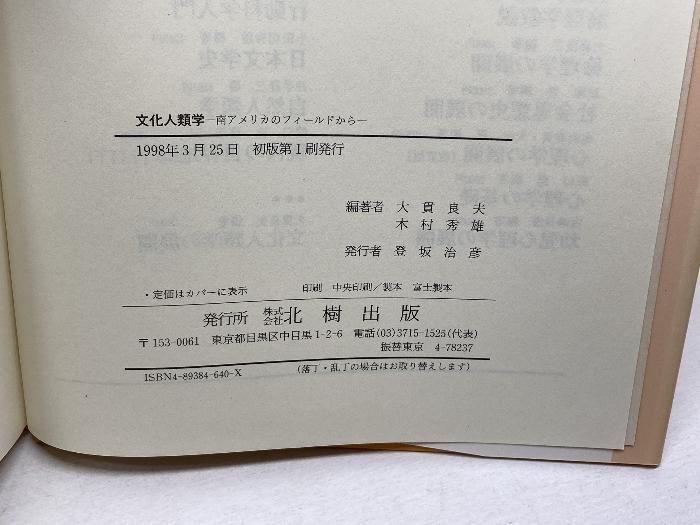 文化人類学—南アメリカのフィールドから—
1998年3月25日　初版第1刷発行
編著者　大貫良夫
木村秀雄
発行者　登坂治彦
・定価はカバーに表示　印刷　中央印刷／製本　富士製本
発行所　株式会社　北樹出版
〒153-0061　東京都目黒区中目黒1-2-6　電話(03)3715-1525(代表)
振替東京　4-78237
ISBN4-89384-640-X　(落丁・乱丁の場合はお取り替えします)